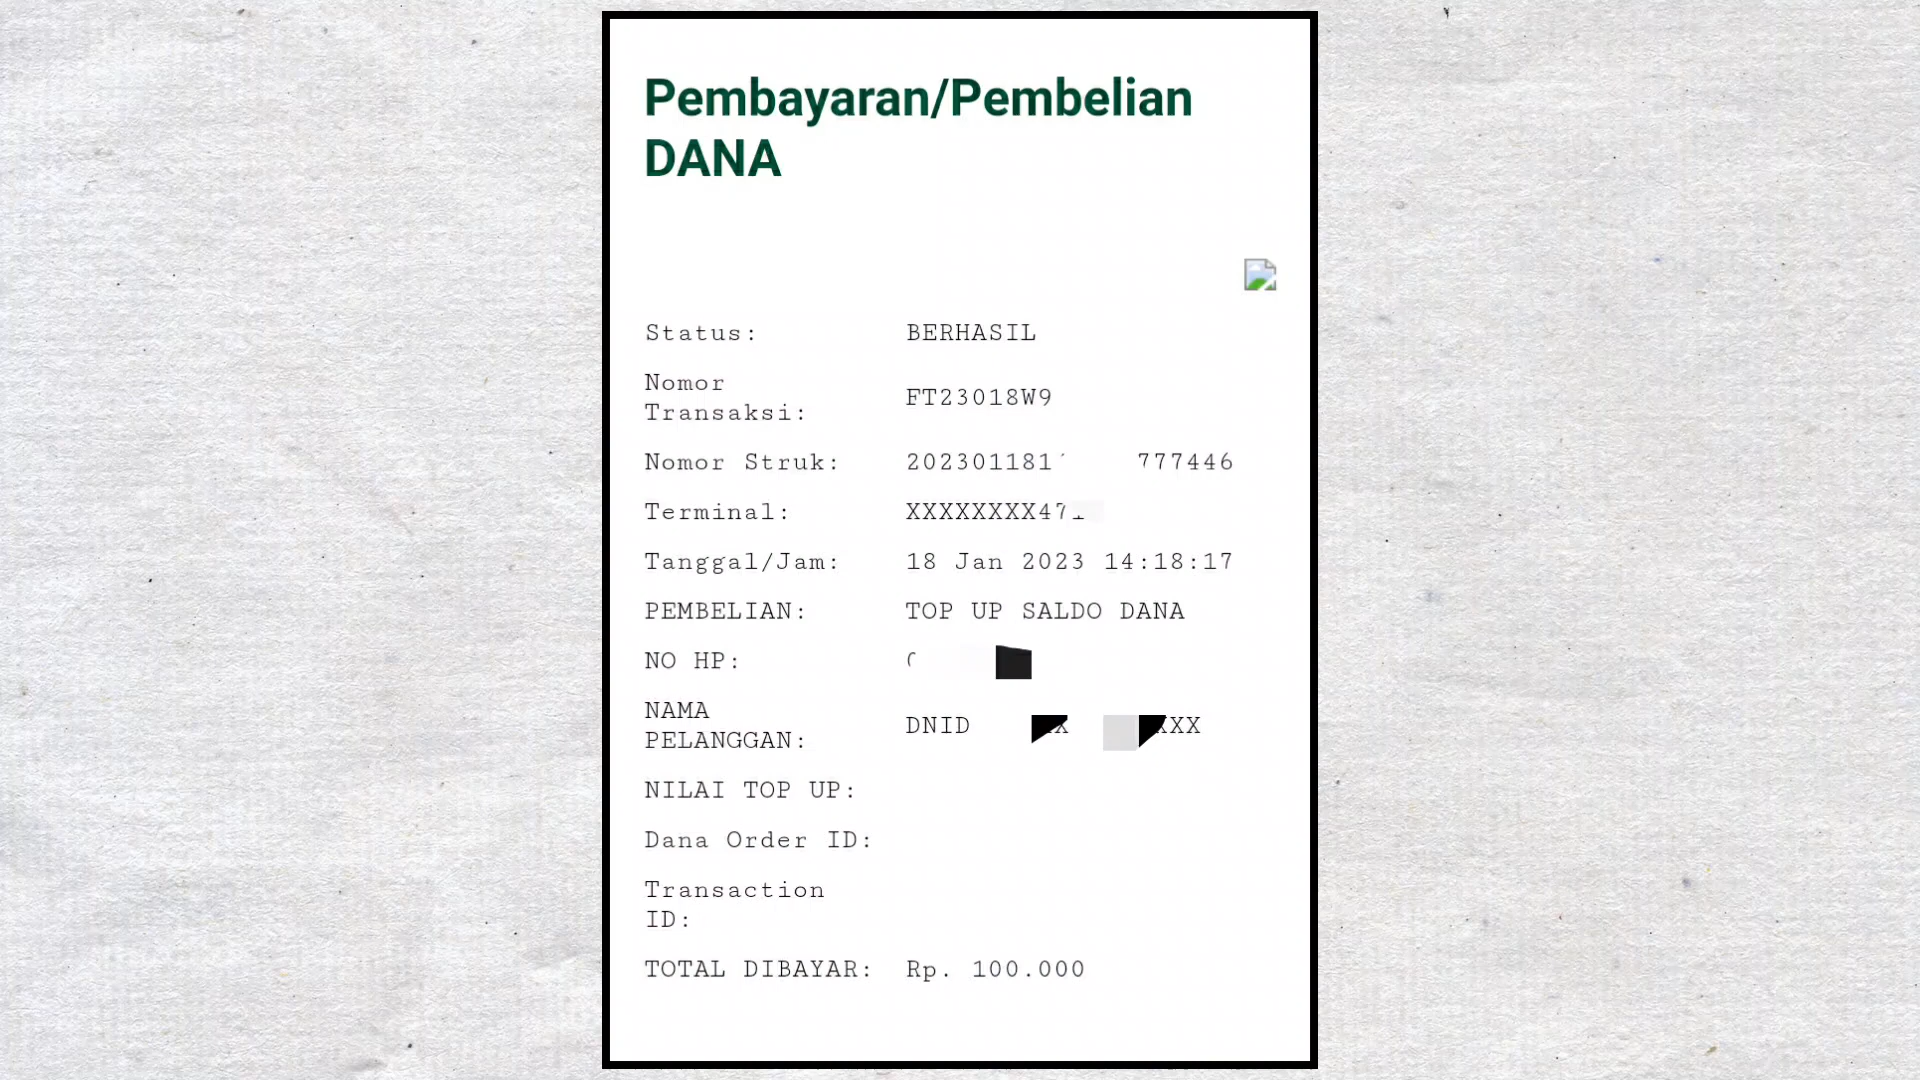 Pembayaran/Pembelian
DANA
Status: BERHASIL
Nomor
Transaksi: FT23018W9
Nomor Struk: 202301181 777446
Terminal: XXXXXXXX471
Tanggal/Jam: 18 Jan 2023 14:18:17
PEMBELIAN: TOP UP SALDO DANA
NO HP:
NAMA
PELANGGAN: DNID XXX
NILAI TOP UP:
Dana Order ID:
Transaction
ID:
TOTAL DIBAYAR: Rp. 100.000